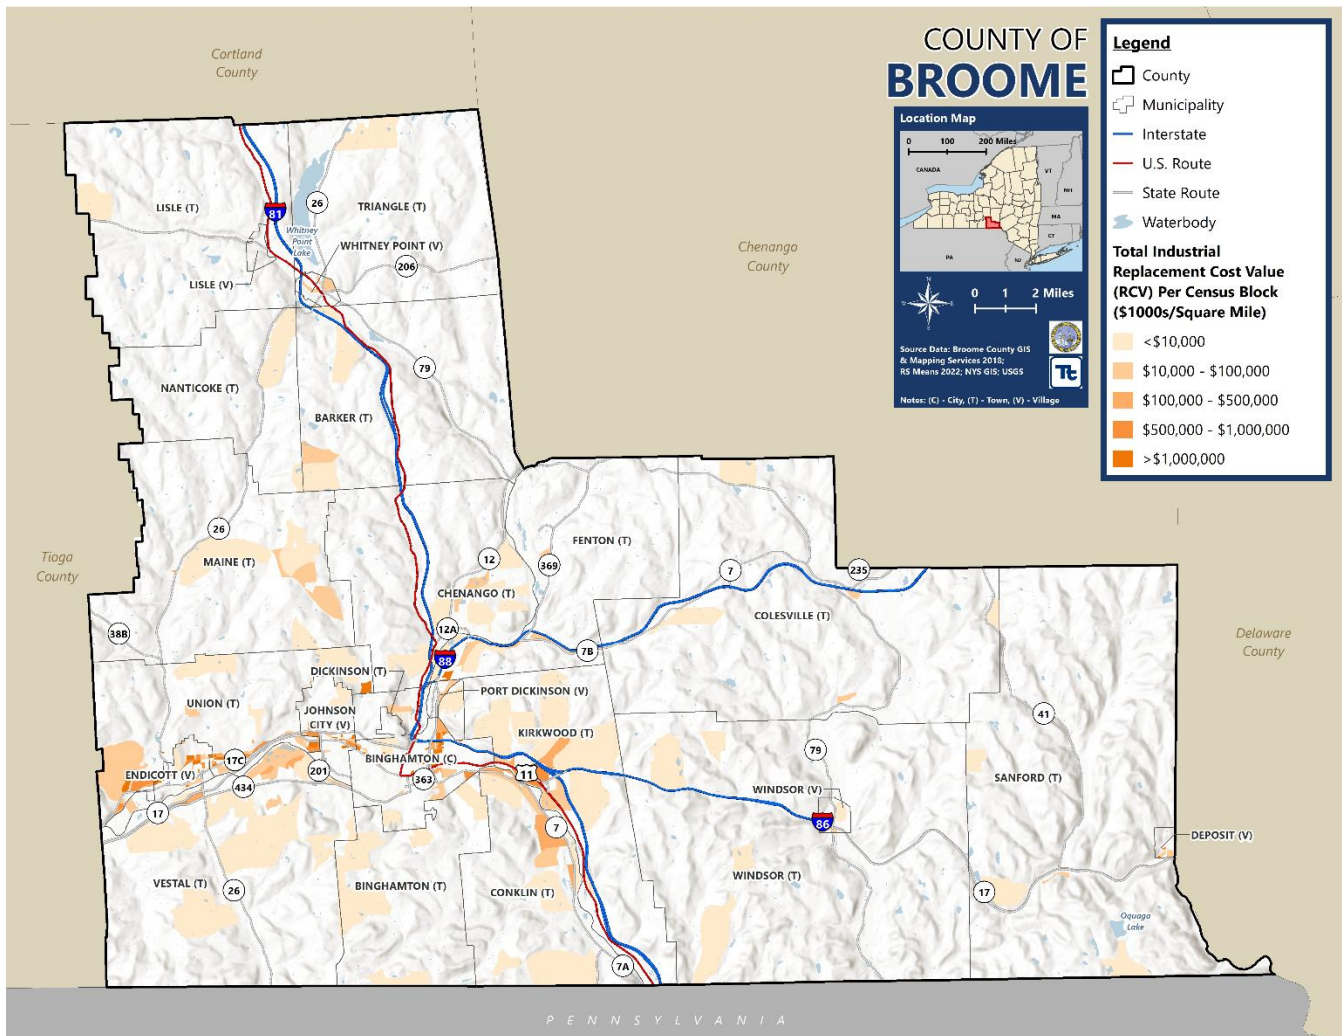 COUNTY OF
BROOME
Location Map
0 100 200 Miles
CANADA
VT
NH
MA
CT
NJ
PA
0 1 2 Miles
Source Data: Broome County GIS
& Mapping Services 2018;
RS Means 2022; NYS GIS; USGS
Tt
Notes: (C) - City, (T) - Town, (V) - Village
Legend
County
Municipality
Interstate
U.S. Route
State Route
Waterbody
Total Industrial
Replacement Cost Value
(RCV) Per Census Block
($1000s/Square Mile)
<$10,000
$10,000 - $100,000
$100,000 - $500,000
$500,000 - $1,000,000
>$1,000,000
Cortland
County
Chenango
County
Tioga
County
Delaware
County
LISLE (T)
81
26
TRIANGLE (T)
Whitney
Point
Lake
WHITNEY POINT (V)
206
LISLE (V)
79
NANTICOKE (T)
BARKER (T)
26
MAINE (T)
12
369
FENTON (T)
7
235
CHENANGO (T)
COLESVILLE (T)
38B
12A
88
7B
DICKINSON (T)
PORT DICKINSON (V)
UNION (T)
JOHNSON
CITY (V)
KIRKWOOD (T)
41
79
17C
BINGHAMTON (C)
ENDICOTT (V)
201
363
11
SANFORD (T)
434
WINDSOR (V)
17
7
86
DEPOSIT (V)
VESTAL (T)
26
BINGHAMTON (T)
CONKLIN (T)
WINDSOR (T)
17
Oquaga
Lake
7A
PENNSYLVANIA